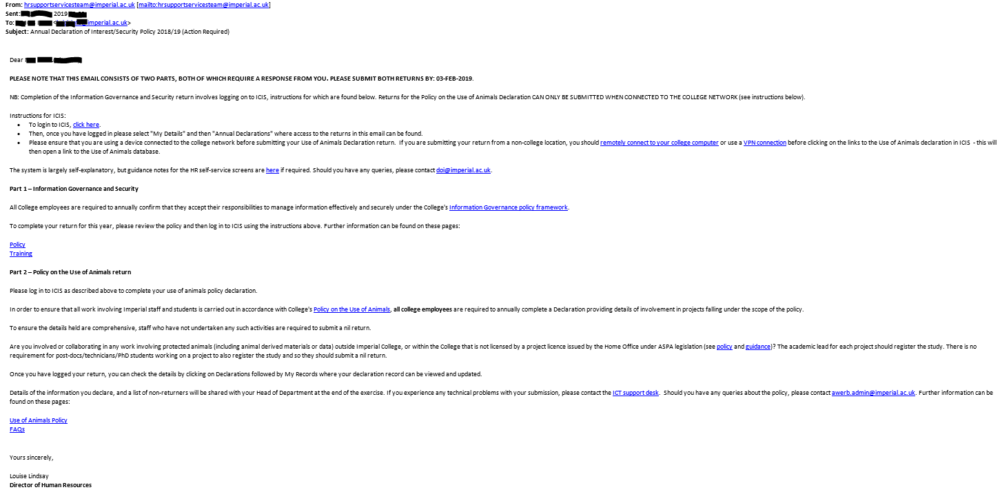 From: hrsupportservicesteam@imperial.ac.uk [mailto:hrsupportservicesteam@imperial.ac.uk]
Sent: 2019
To: @imperial.ac.uk>
Subject: Annual Declaration of Interest/Security Policy 2018/19 (Action Required)
Dear
PLEASE NOTE THAT THIS EMAIL CONSISTS OF TWO PARTS, BOTH OF WHICH REQUIRE A RESPONSE FROM YOU. PLEASE SUBMIT BOTH RETURNS BY: 03-FEB-2019.
NB: Completion of the Information Governance and Security return involves logging on to ICIS, instructions for which are found below. Returns for the Policy on the Use of Animals Declaration CAN ONLY BE SUBMITTED WHEN CONNECTED TO THE COLLEGE NETWORK (see instructions below).
Instructions for ICIS:
• To login to ICIS, click here.
• Then, once you have logged in please select "My Details" and then "Annual Declarations" where access to the returns in this email can be found.
• Please ensure that you are using a device connected to the college network before submitting your Use of Animals Declaration return. If you are submitting your return from a non-college location, you should remotely connect to your college computer or use a VPN connection before clicking on the links to the Use of Animals declaration in ICIS - this will
then open a link to the Use of Animals database.
The system is largely self-explanatory, but guidance notes for the HR self-service screens are here if required. Should you have any queries, please contact doi@imperial.ac.uk.
Part 1 – Information Governance and Security
All College employees are required to annually confirm that they accept their responsibilities to manage information effectively and securely under the College's Information Governance policy framework.
To complete your return for this year, please review the policy and then log in to ICIS using the instructions above. Further information can be found on these pages:
Policy
Training
Part 2 – Policy on the Use of Animals return
Please log in to ICIS as described above to complete your use of animals policy declaration.
In order to ensure that all work involving Imperial staff and students is carried out in accordance with College's Policy on the Use of Animals, all college employees are required to annually complete a Declaration providing details of involvement in projects falling under the scope of the policy.
To ensure the details held are comprehensive, staff who have not undertaken any such activities are required to submit a nil return.
Are you involved or collaborating in any work involving protected animals (including animal derived materials or data) outside Imperial College, or within the College that is not licensed by a project licence issued by the Home Office under ASPA legislation (see policy and guidance)? The academic lead for each project should register the study. There is no
requirement for post-docs/technicians/PhD students working on a project to also register the study and so they should submit a nil return.
Once you have logged your return, you can check the details by clicking on Declarations followed by My Records where your declaration record can be viewed and updated.
Details of the information you declare, and a list of non-returners will be shared with your Head of Department at the end of the exercise. If you experience any technical problems with your submission, please contact the ICT support desk. Should you have any queries about the policy, please contact awerb.admin@imperial.ac.uk. Further information can be
found on these pages:
Use of Animals Policy
FAQs
Yours sincerely,
Louise Lindsay
Director of Human Resources